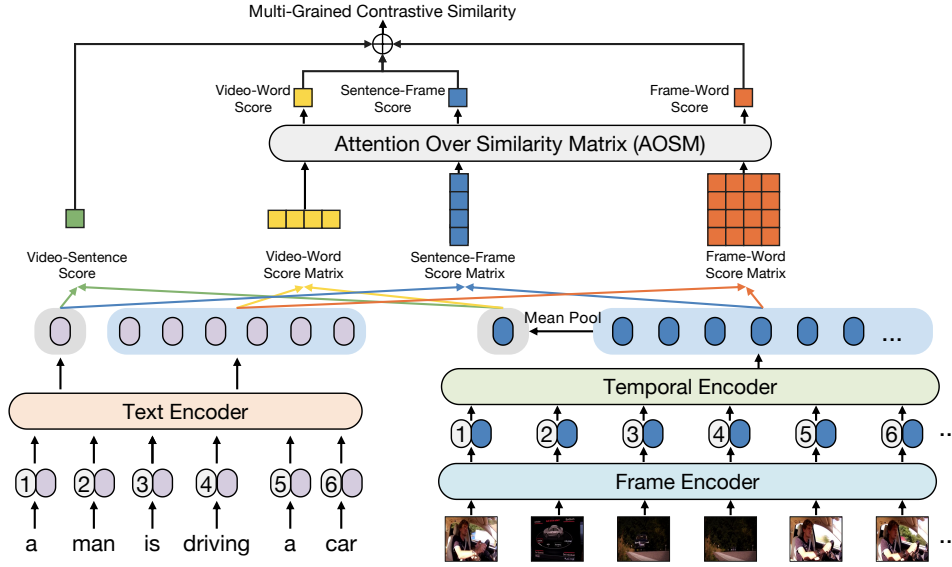 Multi-Grained Contrastive Similarity
Video-Word
Score
Sentence-Frame
Score
Frame-Word
Score
Attention Over Similarity Matrix (AOSM)
Video-Sentence
Score
Video-Word
Score Matrix
Sentence-Frame
Score Matrix
Frame-Word
Score Matrix
Mean Pool
...
Text Encoder
Temporal Encoder
1 2 3 4 5 6 ...
Frame Encoder
1 2 3 4 5 6
a man is driving a car
...